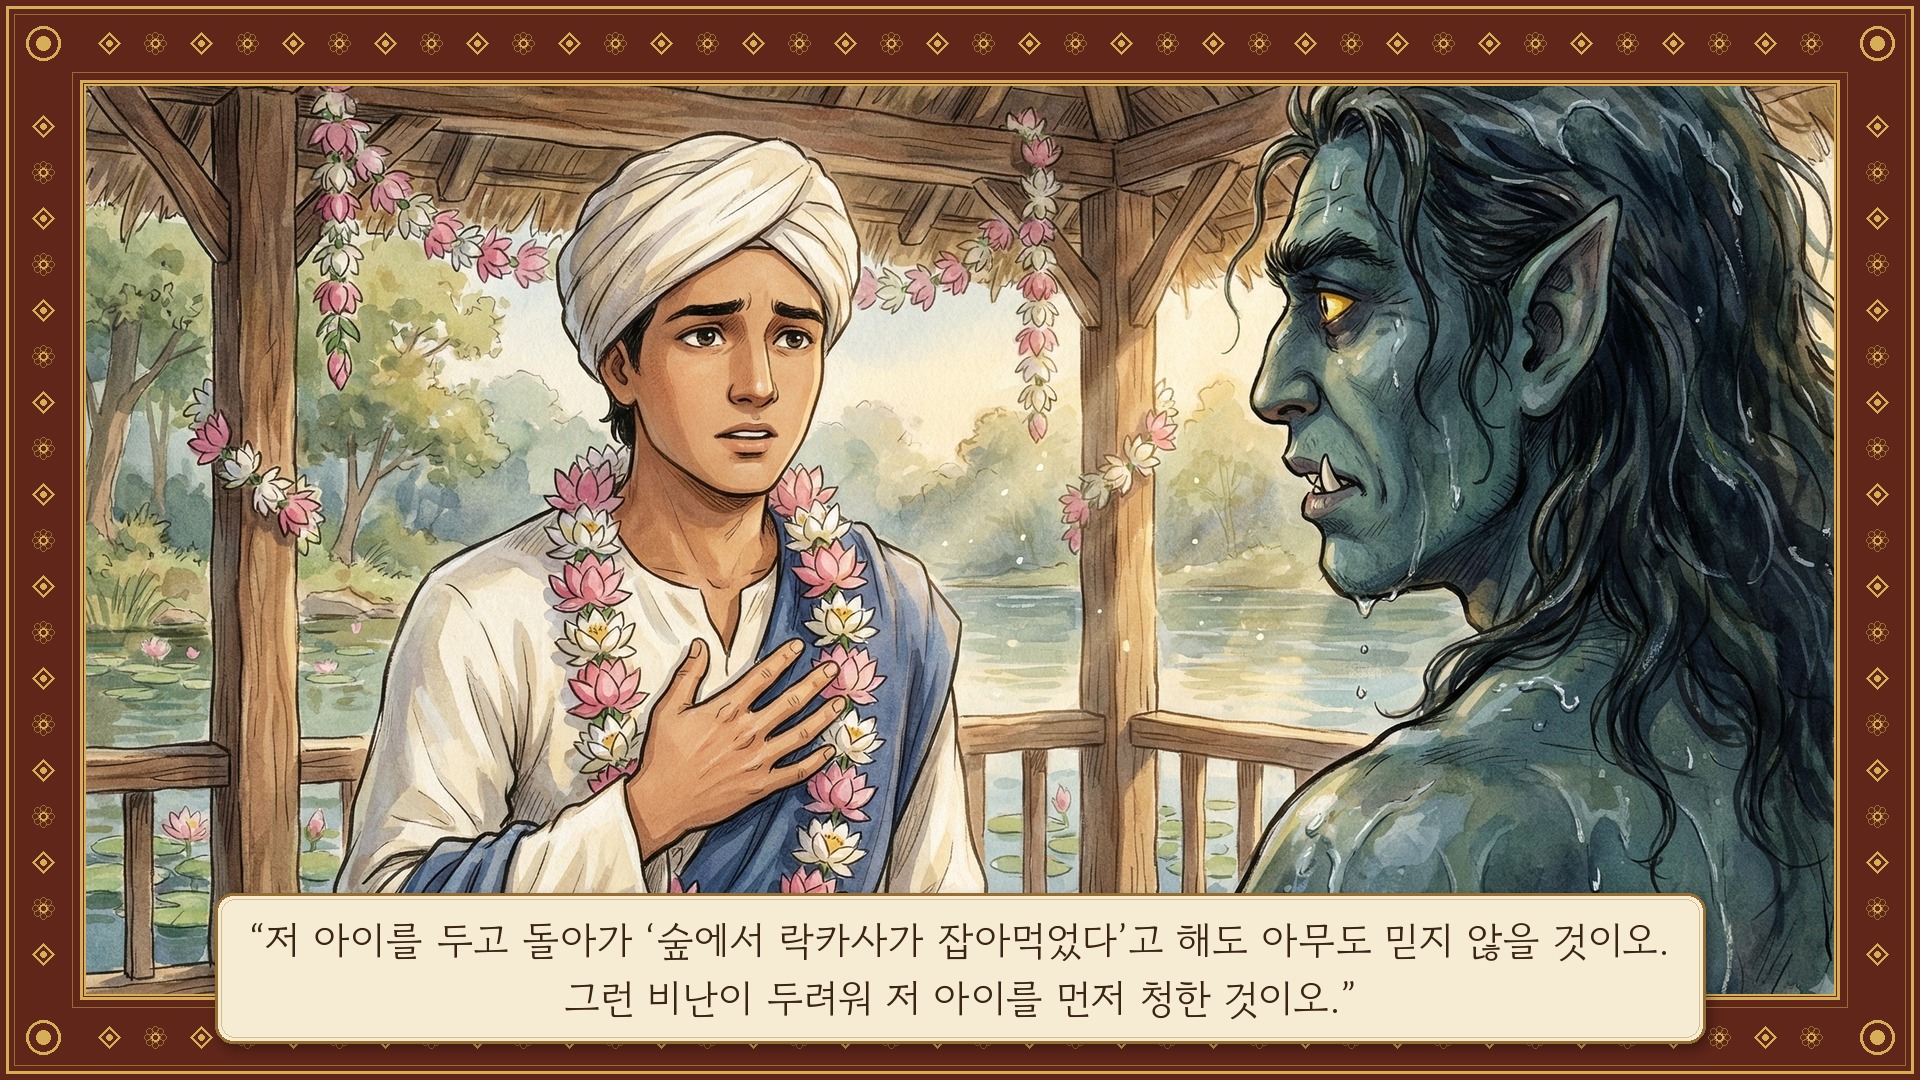 “저 아이를 두고 돌아가 ‘숲에서 락카사가 잡아먹었다’고 해도 아무도 믿지 않을 것이오.
그런 비난이 두려워 저 아이를 먼저 청한 것이오.”